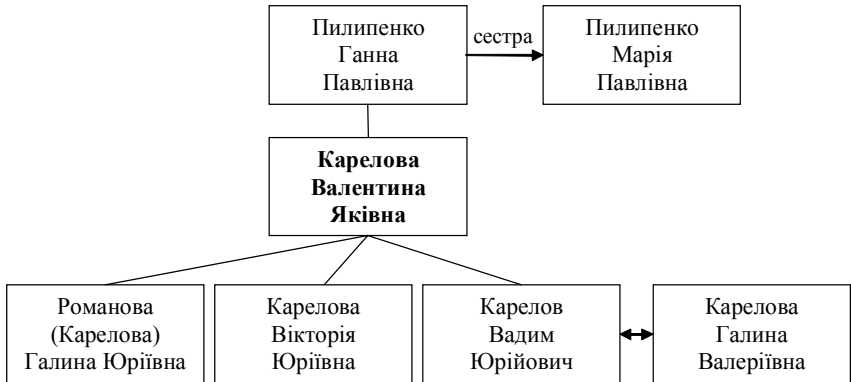 Пилипенко
Ганна
Павлівна
сестра
Пилипенко
Марія
Павлівна
Карелова
Валентина
Яківна
Романова
(Карелова)
Галина Юріївна
Карелова
Вікторія
Юріївна
Карелов
Вадим
Юрійович
Карелова
Галина
Валеріївна